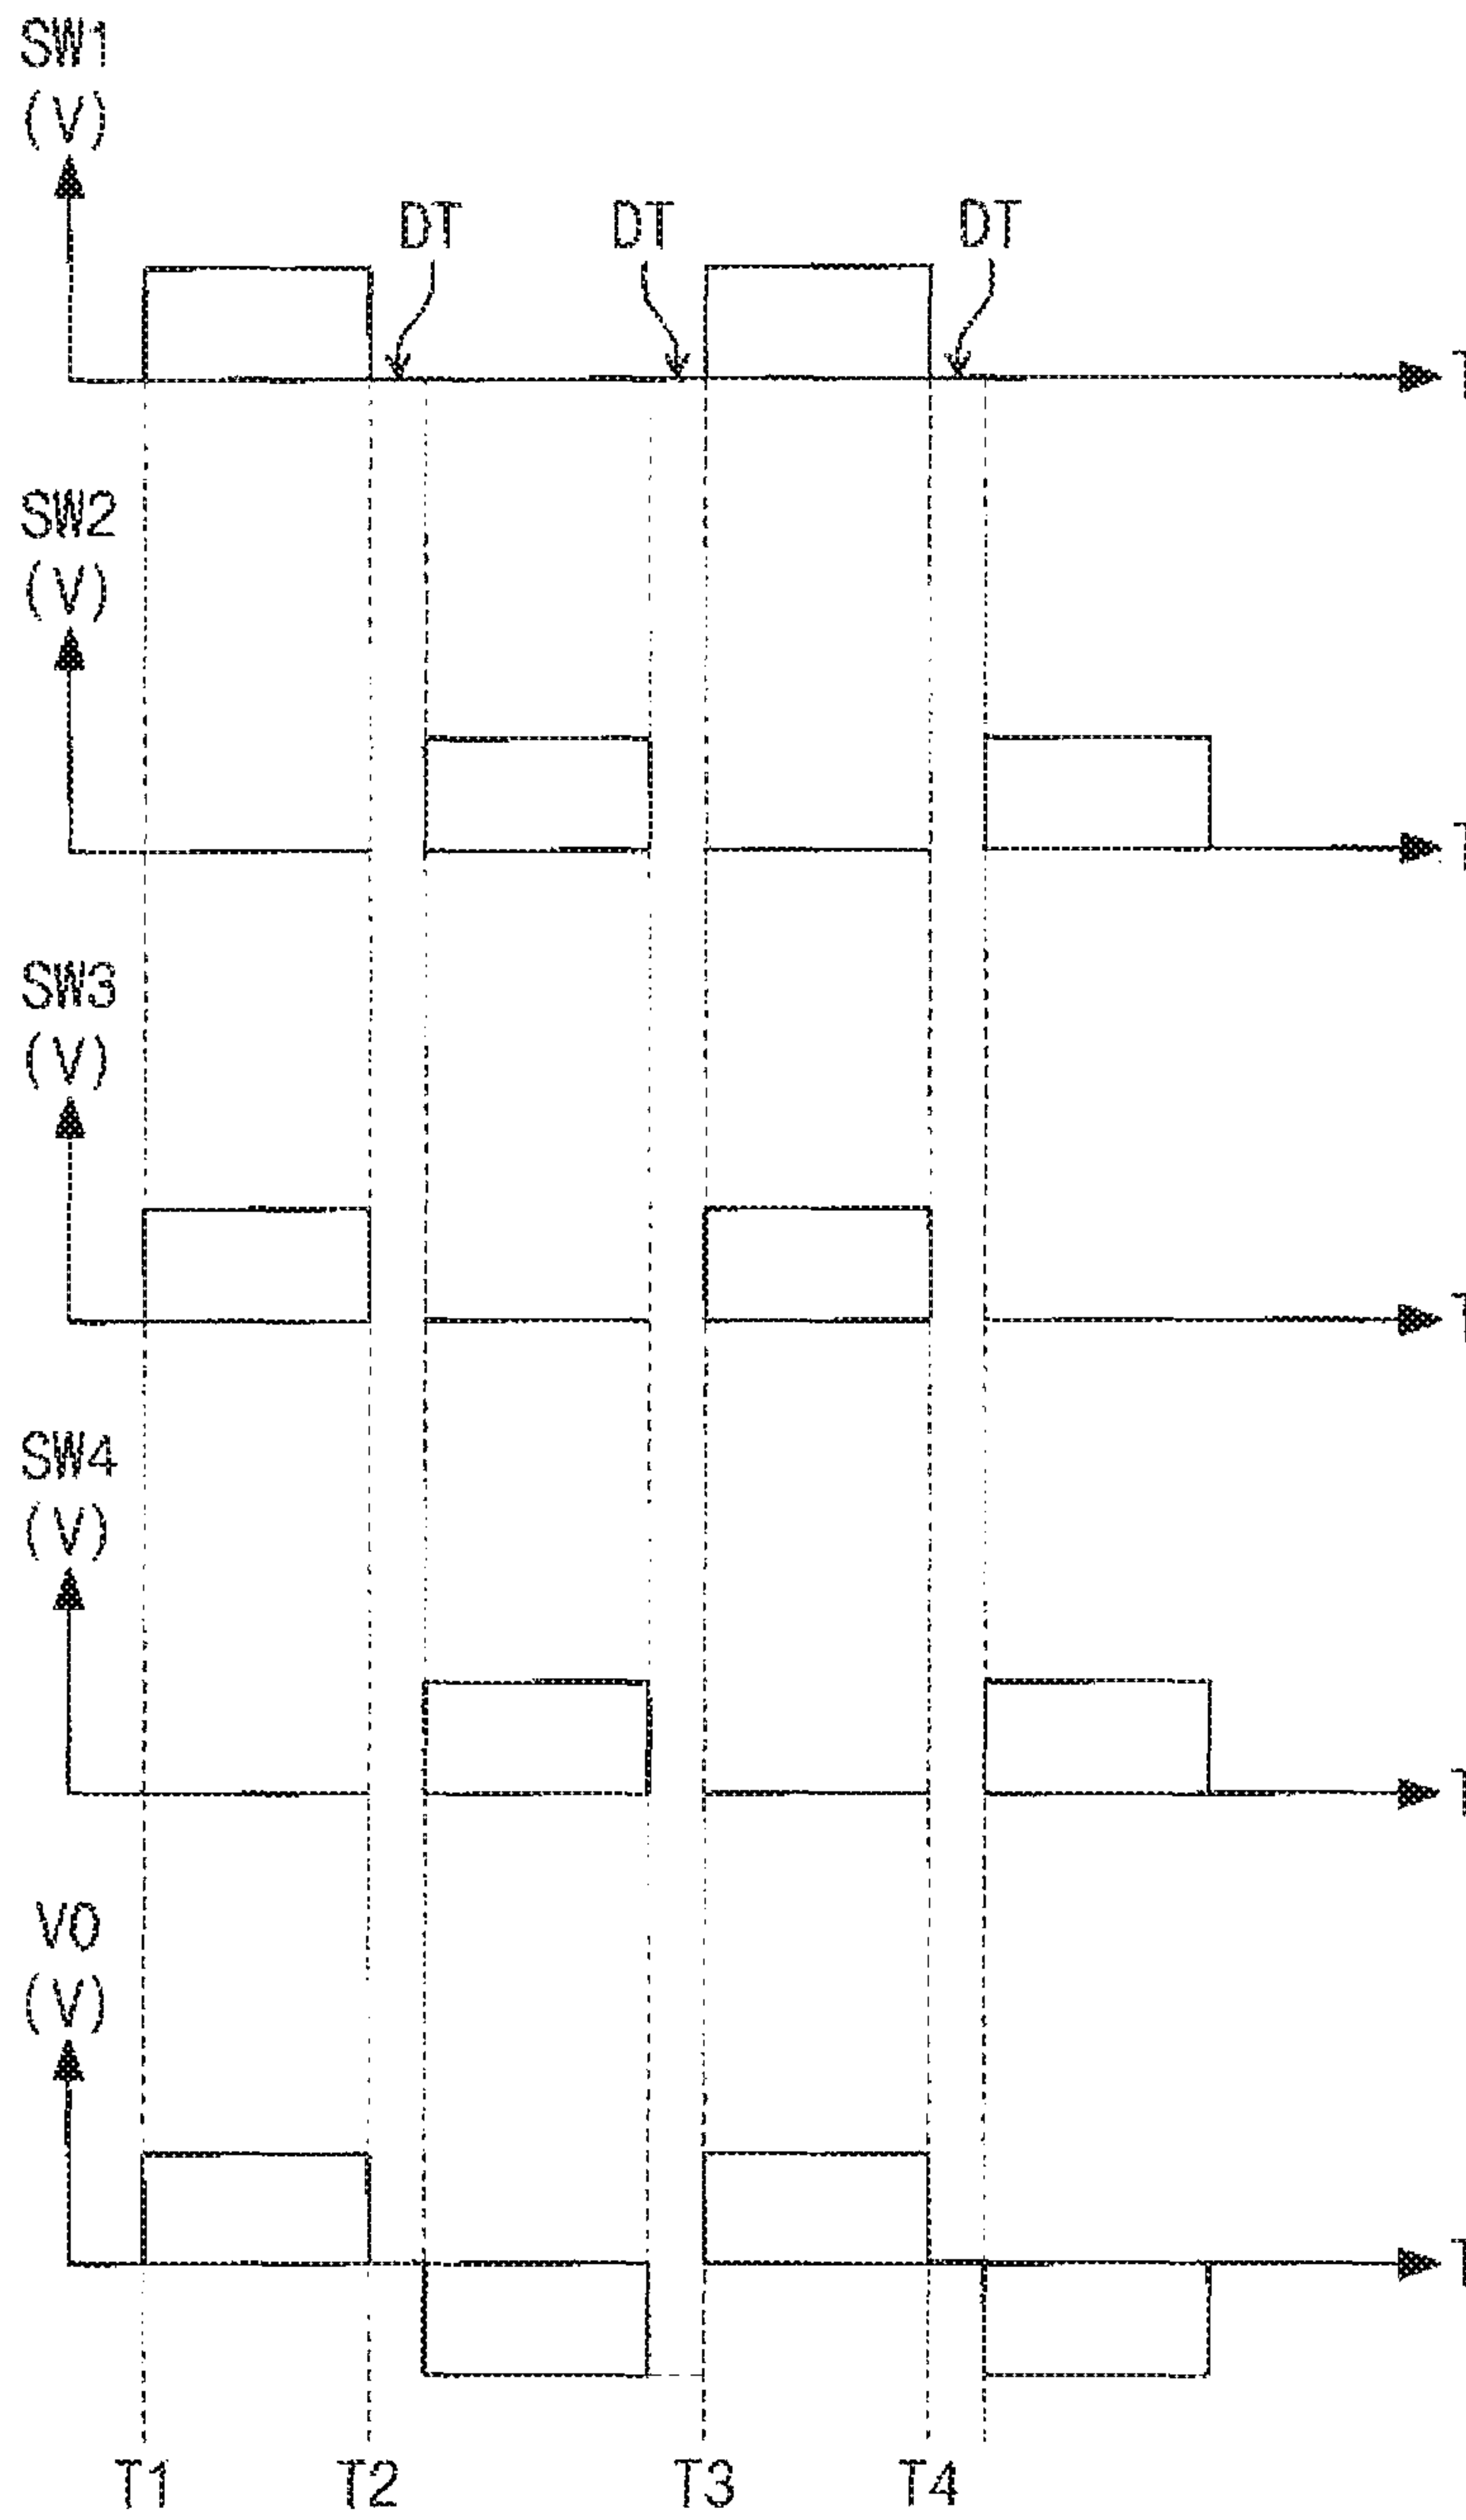 SW1
(V)
DT DT DT
T
SW2
(V)
T
SW3
(V)
T
SW4
(V)
T
VO
(V)
T
T1 T2 T3 T4